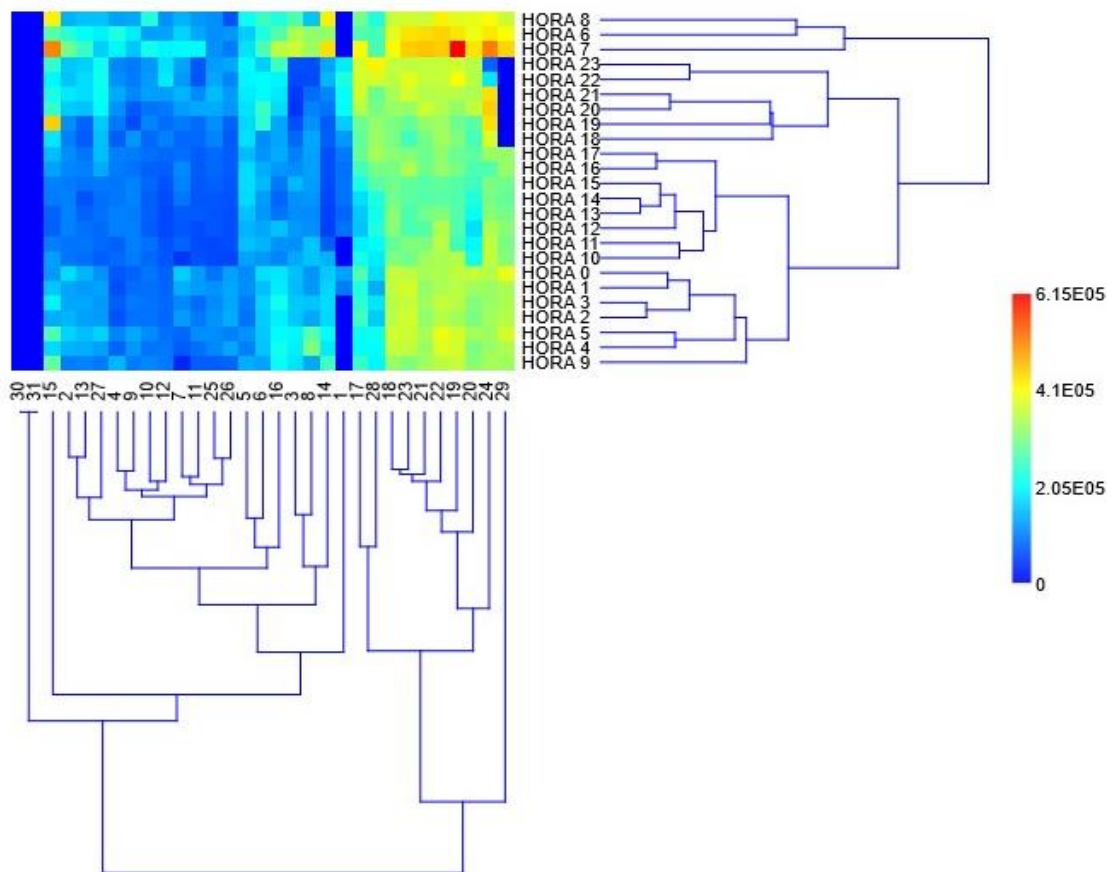 HORA 8
HORA 6
HORA 7
HORA 23
HORA 22
HORA 21
HORA 20
HORA 19
HORA 18
HORA 17
HORA 16
HORA 15
HORA 14
HORA 13
HORA 12
HORA 11
HORA 10
HORA 0
HORA 1
HORA 3
HORA 2
HORA 5
HORA 4
HORA 9
6.15E05
4.1E05
2.05E05
0
30
31
15
2
13
27
4
9
10
12
7
11
25
26
5
6
16
3
8
14
1
17
28
18
23
21
22
19
20
24
29